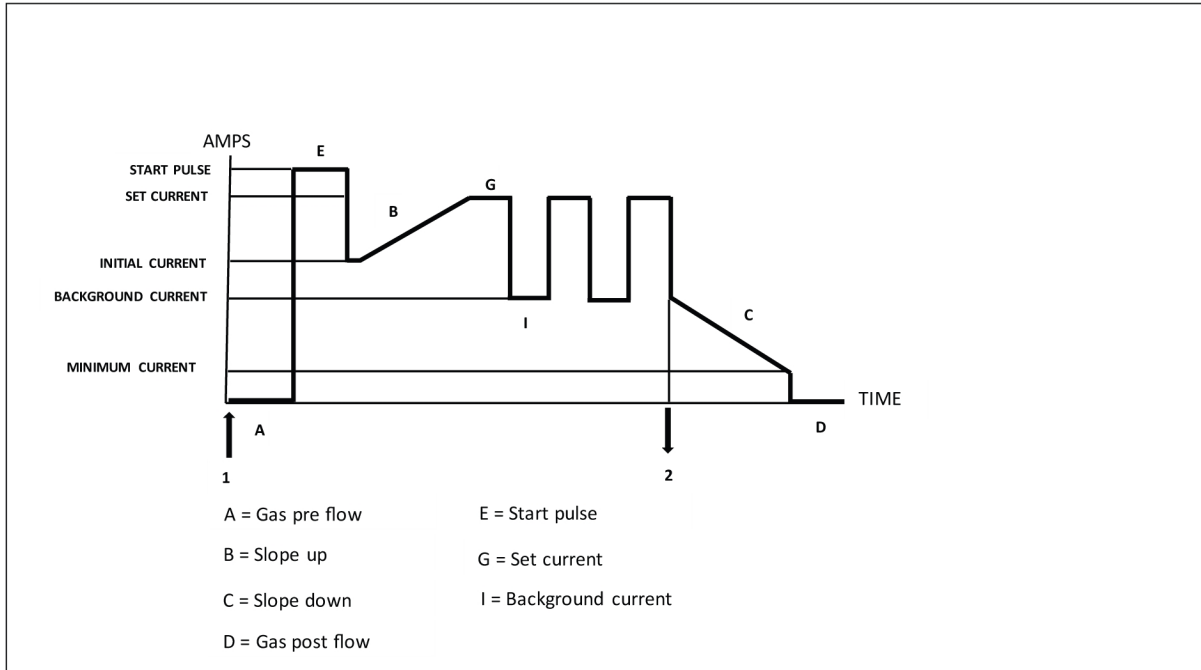 AMPS
E
START PULSE
SET CURRENT
G
B
INITIAL CURRENT
BACKGROUND CURRENT
I
C
MINIMUM CURRENT
TIME
A
D
1
2
A = Gas pre flow
E = Start pulse
B = Slope up
G = Set current
C = Slope down
I = Background current
D = Gas post flow